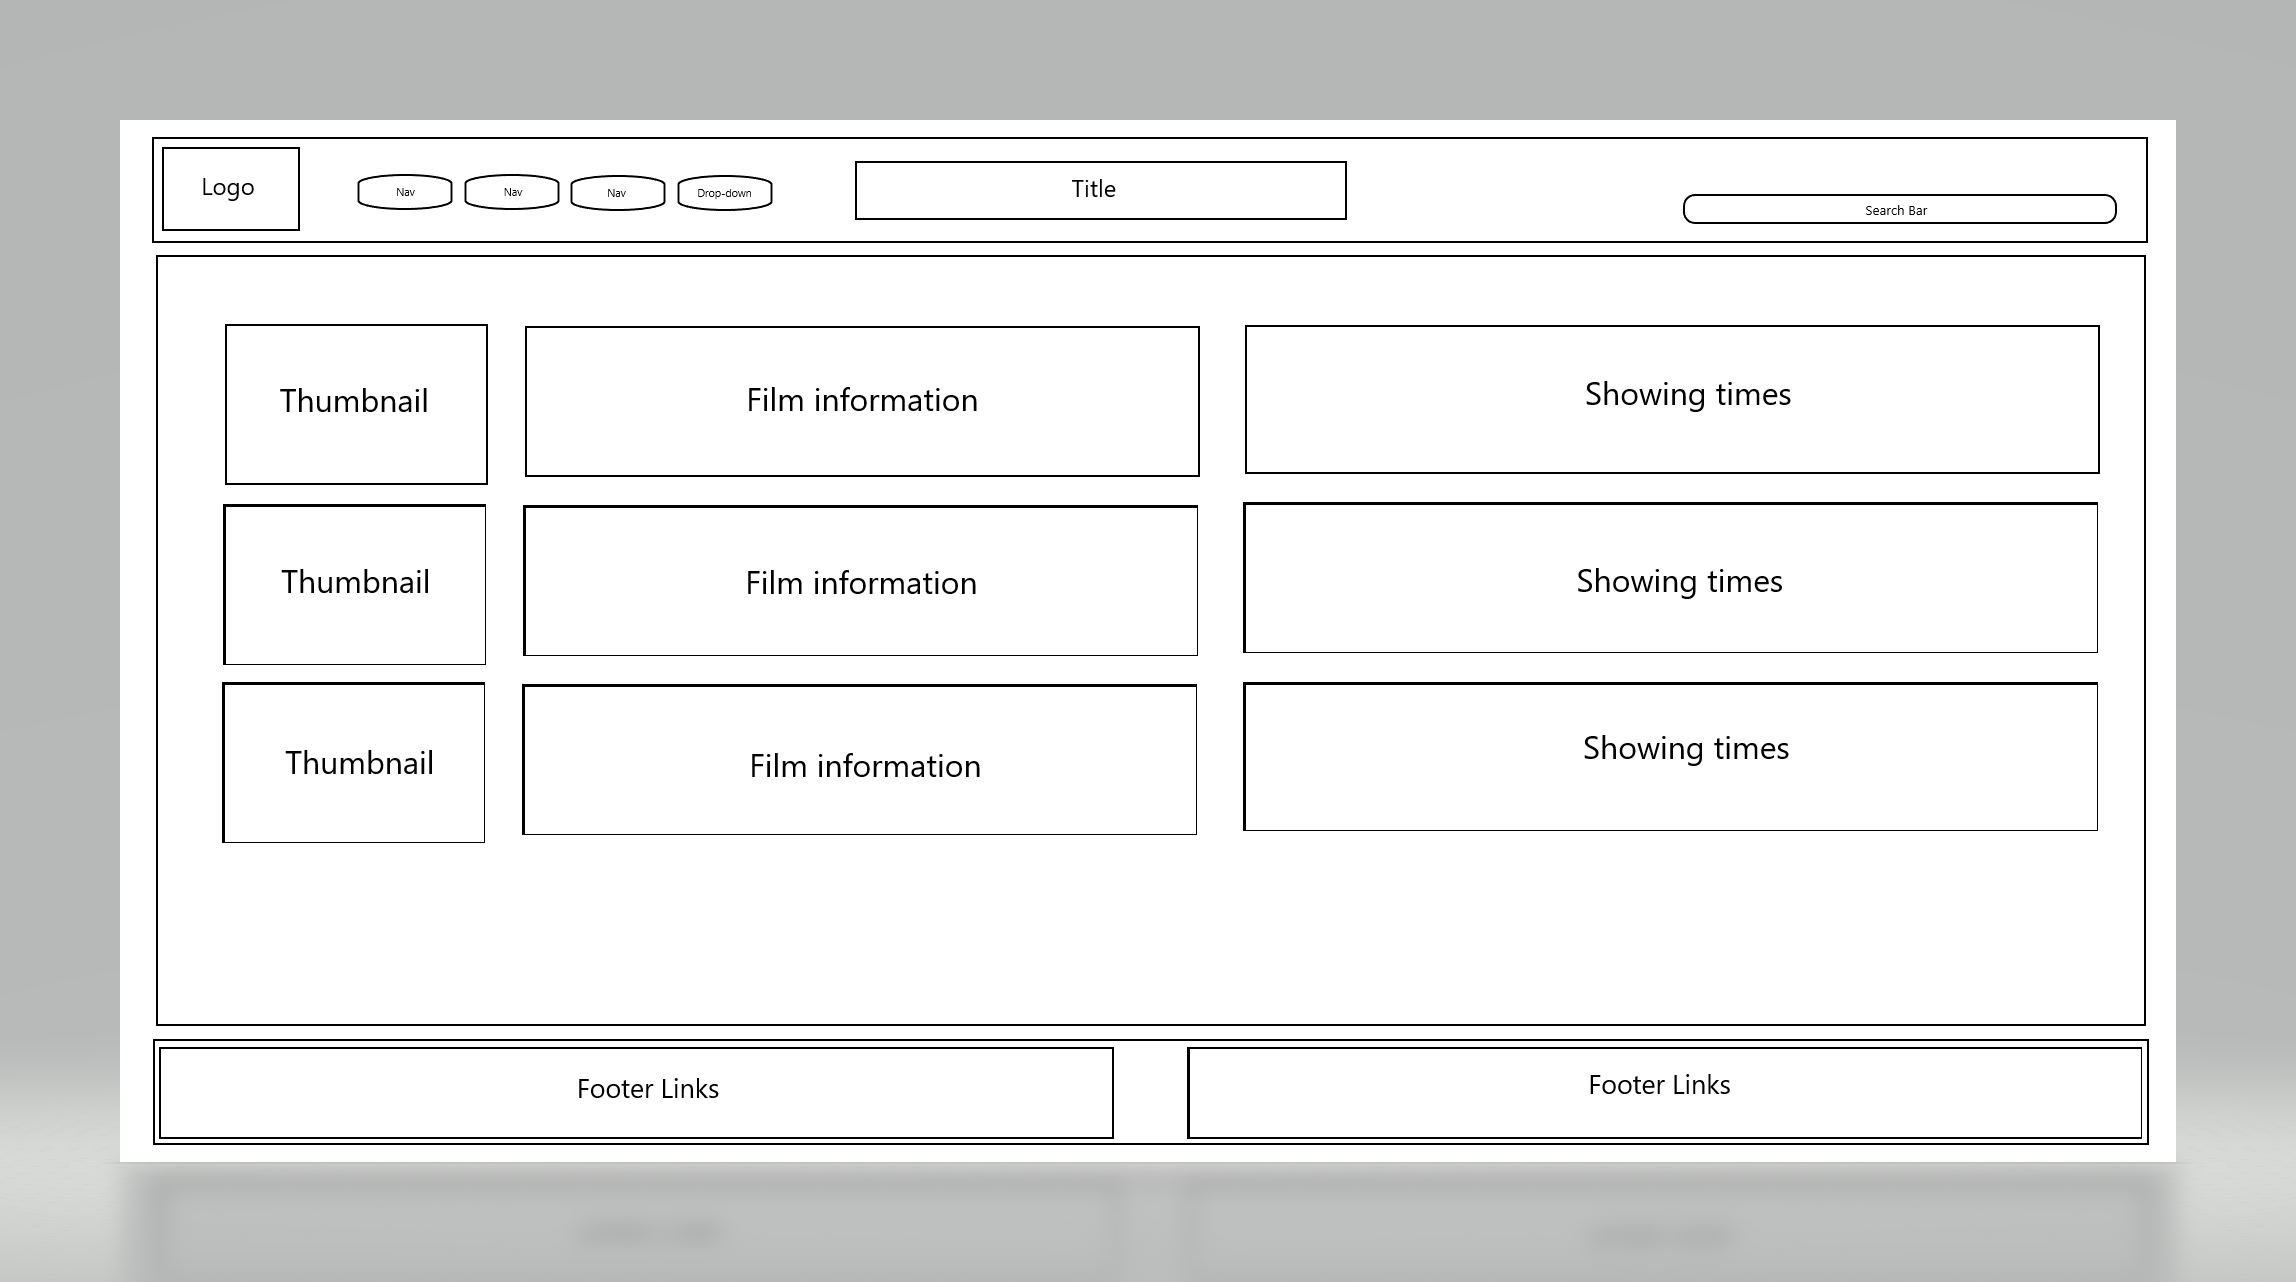 Logo
Nav
Nav
Nav
Drop-down
Title
Search Bar
Thumbnail
Film information
Showing times
Thumbnail
Film information
Showing times
Thumbnail
Film information
Showing times
Footer Links
Footer Links